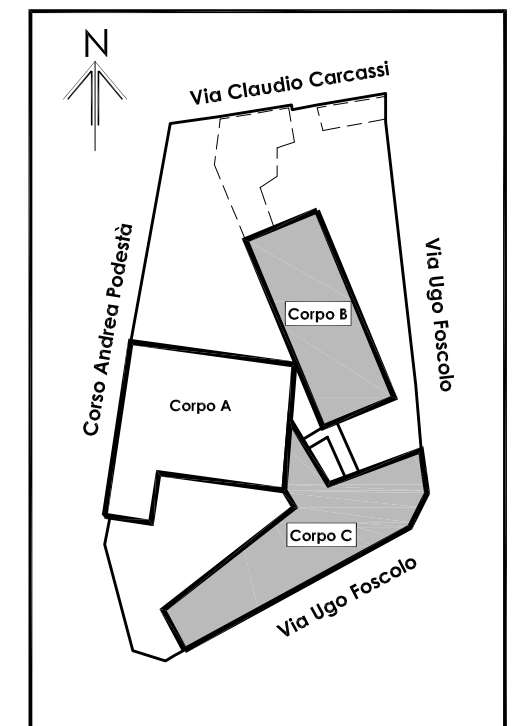 N
Via Claudio Carcassi
Corso Andrea Podestà
Via Ugo Foscolo
Corpo B
Corpo A
Corpo C
Via Ugo Foscolo